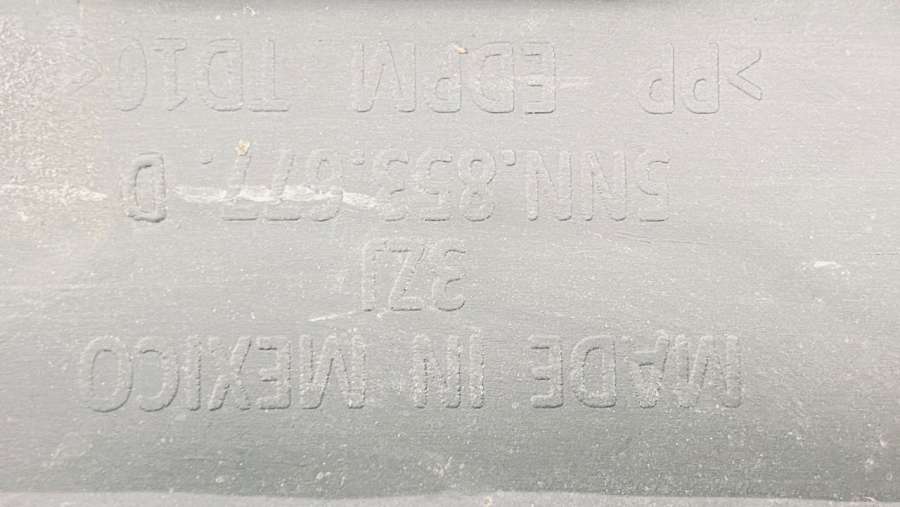 MADE IN MEXICO
5NN.853.677. D
>PP EPDM TD10<